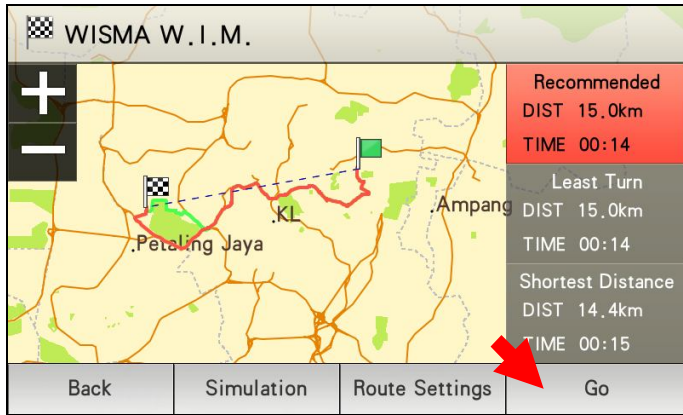 WISMA W.I.M.
Recommended
DIST 15.0km
TIME 00:14
Least Turn
DIST 15.0km
TIME 00:14
Shortest Distance
DIST 14.4km
TIME 00:15
.Ampang
.KL
.Petaling Jaya
Back
Simulation
Route Settings
Go